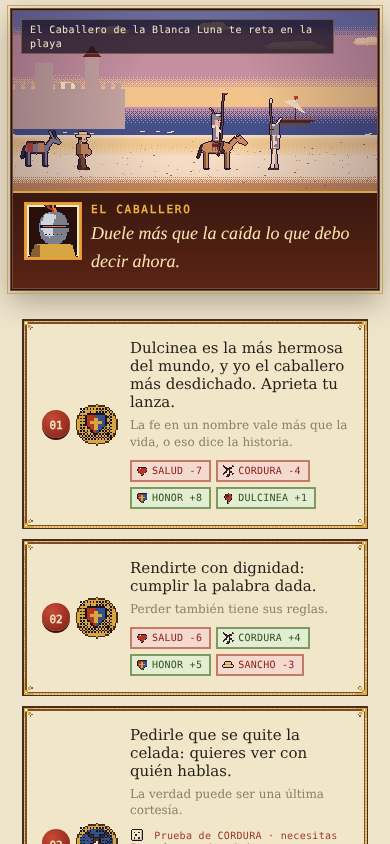 El Caballero de la Blanca Luna te reta en la
playa
EL CABALLERO
Duele más que la caída lo que debo
decir ahora.
Dulcinea es la más hermosa
del mundo, y yo el caballero
más desdichado. Aprieta tu
lanza.
01
La fe en un nombre vale más que la
vida, o eso dice la historia.
SALUD -7 CORDURA -4
HONOR +8 DULCINEA +1
Rendirte con dignidad:
cumplir la palabra dada.
02
Perder también tiene sus reglas.
SALUD -6 CORDURA +4
HONOR +5 SANCHO -3
Pedirle que se quite la
celada: quieres ver con
quién hablas.
La verdad puede ser una última
cortesía.
Prueba de CORDURA · necesitas